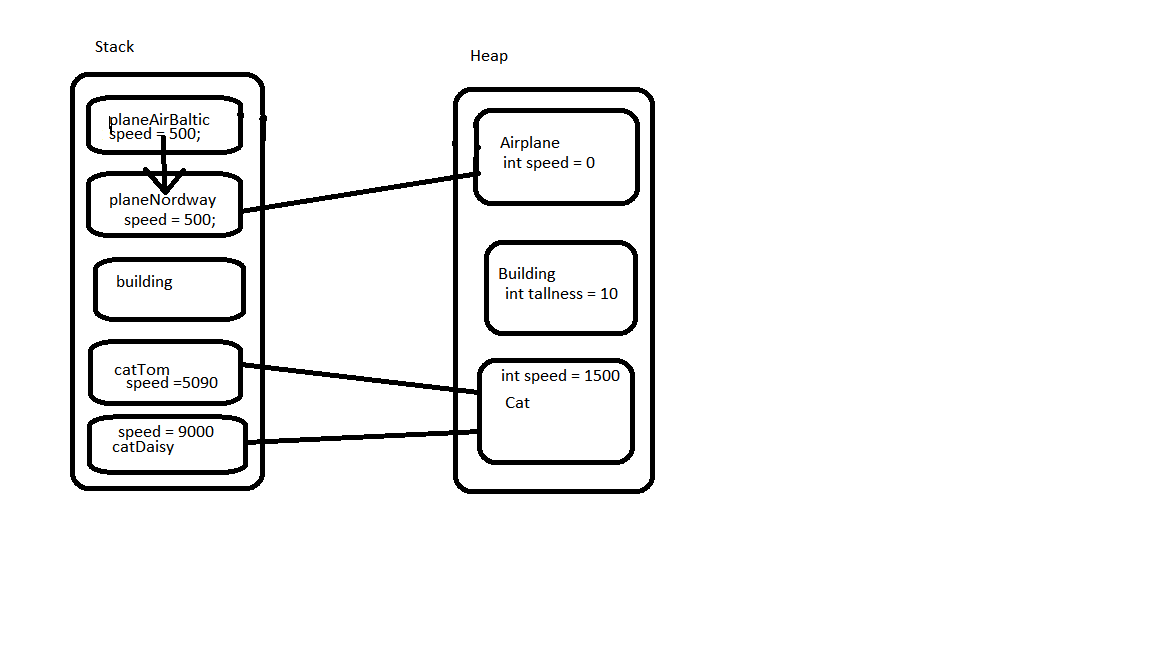 Stack
planeAirBaltic
speed = 500;
planeNordway
speed = 500;
building
catTom
speed =5090
speed = 9000
catDaisy
Heap
Airplane
int speed = 0
Building
int tallness = 10
int speed = 1500
Cat